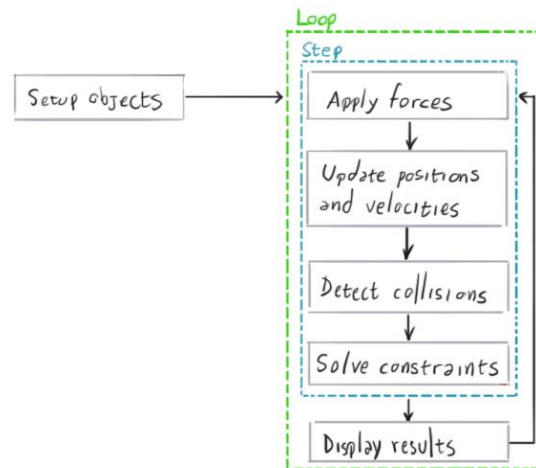 Loop
Step
Setup objects
Apply forces
Update positions
and velocities
Detect collisions
Solve constraints
Display results